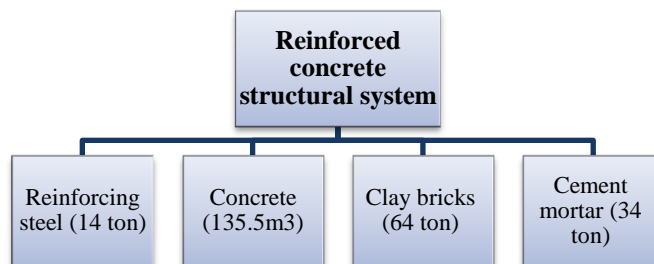 Reinforced
concrete
structural system
Reinforcing
steel (14 ton)
Concrete
(135.5m3)
Clay bricks
(64 ton)
Cement
mortar (34
ton)